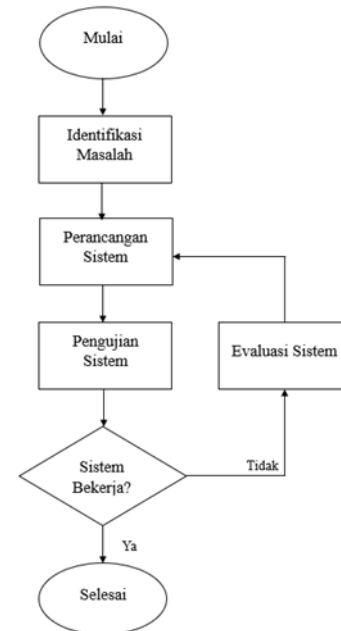 Mulai
Identifikasi
Masalah
Perancangan
Sistem
Pengujian
Sistem
Evaluasi Sistem
Sistem
Bekerja?
Tidak
Ya
Selesai